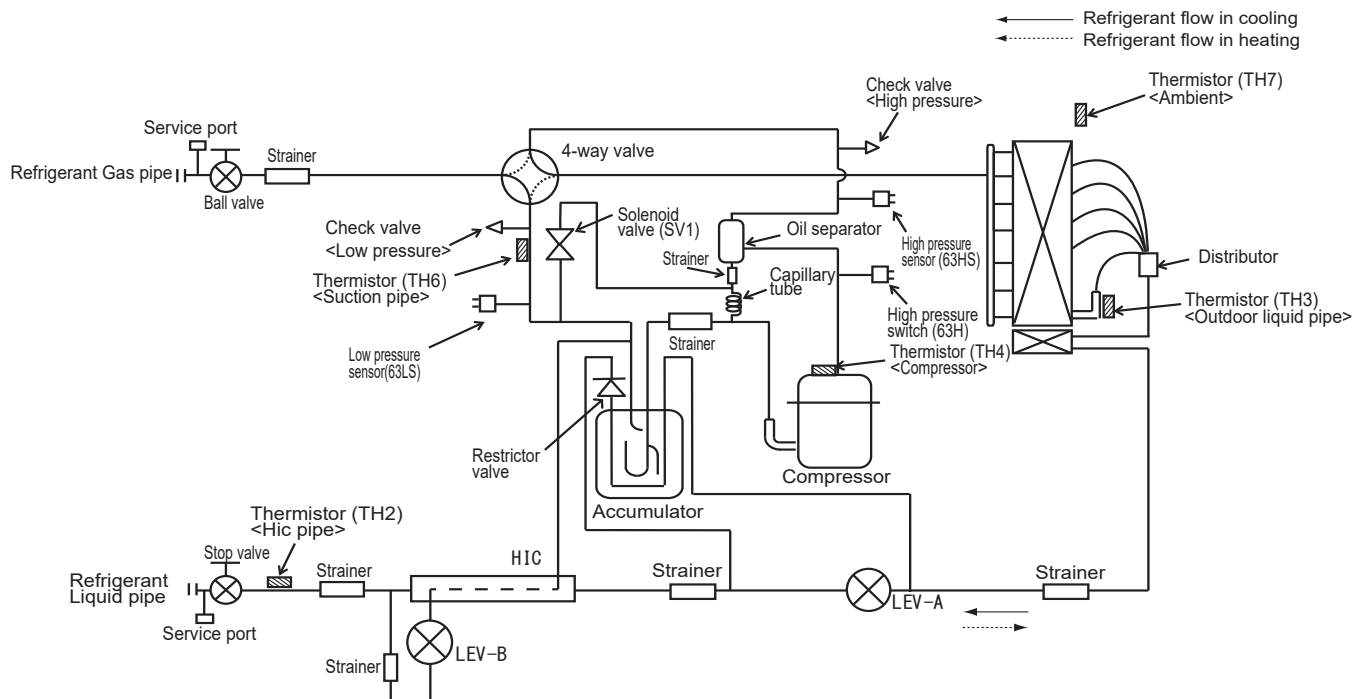 Refrigerant flow in cooling
Refrigerant flow in heating
Thermistor (TH7)
<Ambient>
Check valve
<High pressure>
Service port
Strainer
4-way valve
Refrigerant Gas pipe
Ball valve
Check valve
<Low pressure>
Solenoid
valve (SV1)
Oil separator
High pressure
sensor (63HS)
Strainer
Distributor
Thermistor (TH6)
<Suction pipe>
Capillary
tube
Thermistor (TH3)
<Outdoor liquid pipe>
High pressure
switch (63H)
Low pressure
sensor(63LS)
Strainer
Thermistor (TH4)
<Compressor>
Restrictor
valve
Compressor
Accumulator
Thermistor (TH2)
<Hic pipe>
Stop valve
HIC
Strainer
Strainer
Strainer
Refrigerant
Liquid pipe
LEV-A
Service port
Strainer
LEV-B